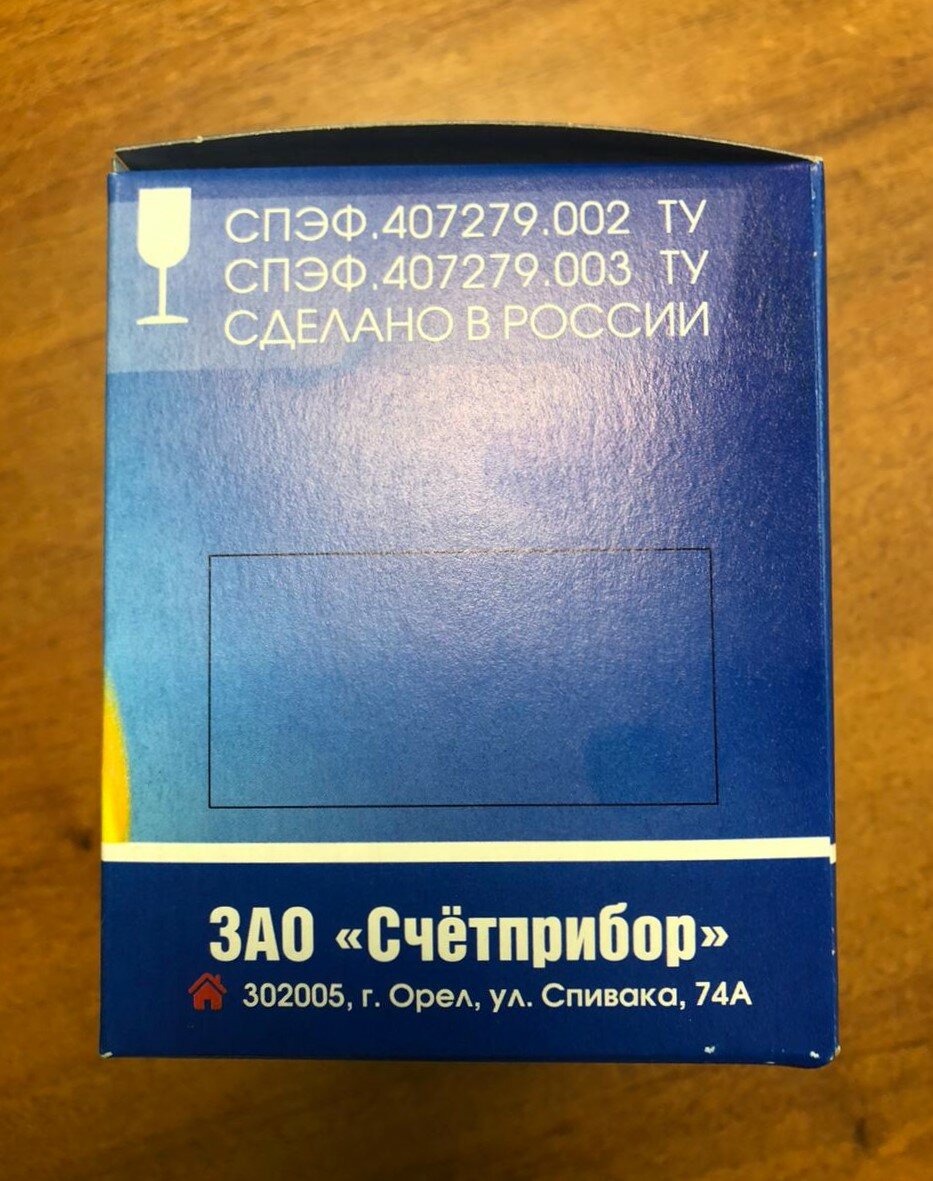 СПЭФ.407279.002 ТУ
СПЭФ.407279.003 ТУ
СДЕЛАНО В РОССИИ
ЗАО «Счётприбор»
302005, г. Орел, ул. Спивака, 74А